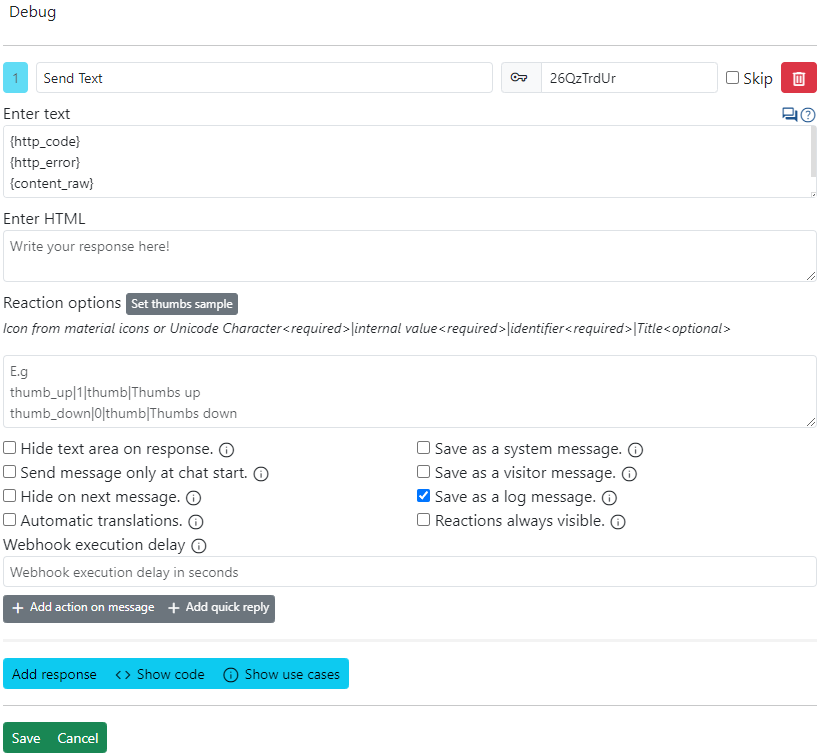 Debug
1 Send Text 26QzTrdUr Skip
Enter text
{http_code}
{http_error}
{content_raw}
Enter HTML
Write your response here!
Reaction options Set thumbs sample
Icon from material icons or Unicode Character<required>|internal value<required>|identifier<required>|Title<optional>
E.g
thumb_up|1|thumb|Thumbs up
thumb_down|0|thumb|Thumbs down
Hide text area on response. Save as a system message.
Send message only at chat start. Save as a visitor message.
Hide on next message. Save as a log message.
Automatic translations. Reactions always visible.
Webhook execution delay
Webhook execution delay in seconds
Add action on message Add quick reply
Add response Show code Show use cases
Save Cancel